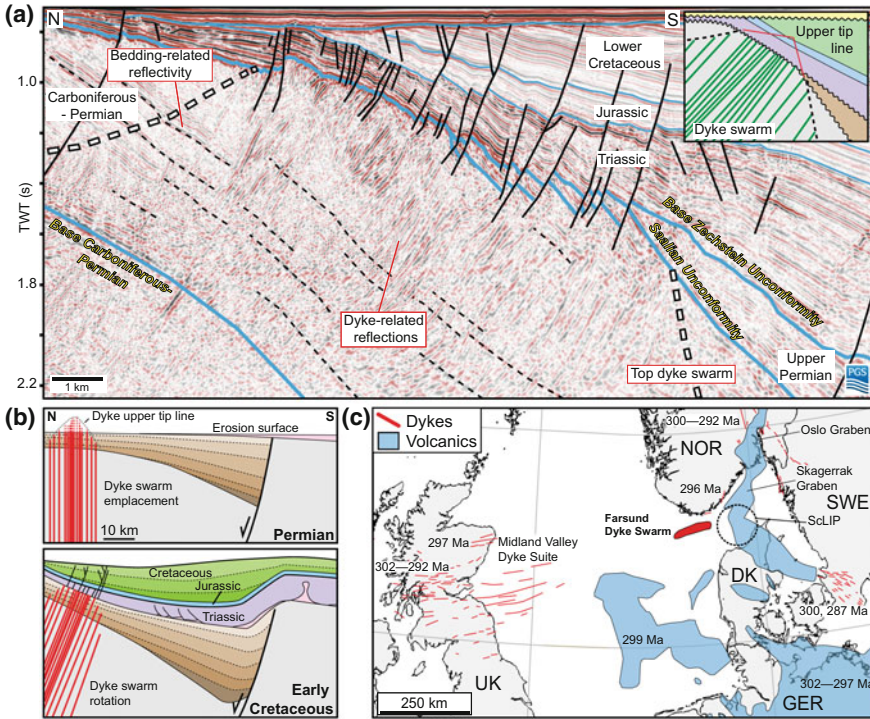 (a)
N
S
Bedding-related
reflectivity
Carboniferous
- Permian
Lower
Cretaceous
Jurassic
Triassic
Upper tip
line
Dyke swarm
1.0
1.8
2.2
TWT (s)
Base Carboniferous-
Permian
Dyke-related
reflections
Base Zechstein Unconformity
Saalian Unconformity
Top dyke swarm
Upper
Permian
PGS
1 km
(b)
N
S
Dyke upper tip line
Erosion surface
Dyke swarm
emplacement
10 km
Permian
Cretaceous
Jurassic
Triassic
Dyke swarm
rotation
Early
Cretaceous
(c)
Dykes
Volcanics
300—292 Ma
Oslo Graben
NOR
Skagerrak
Graben
SWE
296 Ma
Farsund
Dyke Swarm
ScLIP
297 Ma
Midland Valley
Dyke Suite
302—292 Ma
DK
300, 287 Ma
299 Ma
302—297 Ma
UK
GER
250 km